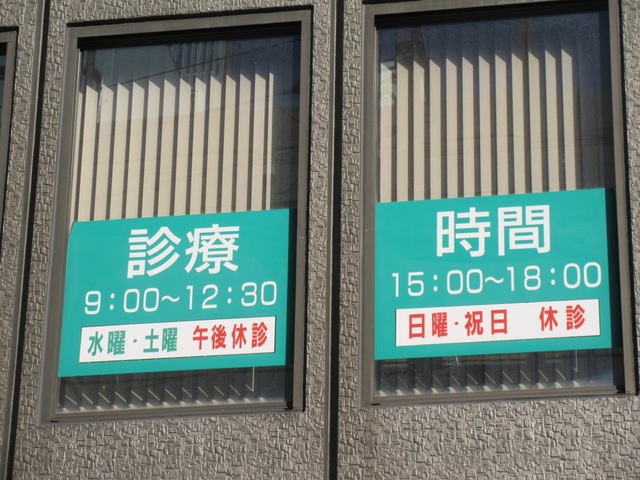 診療
9：00〜12：30
水曜・土曜 午後休診
時間
15：00〜18：00
日曜・祝日 休診